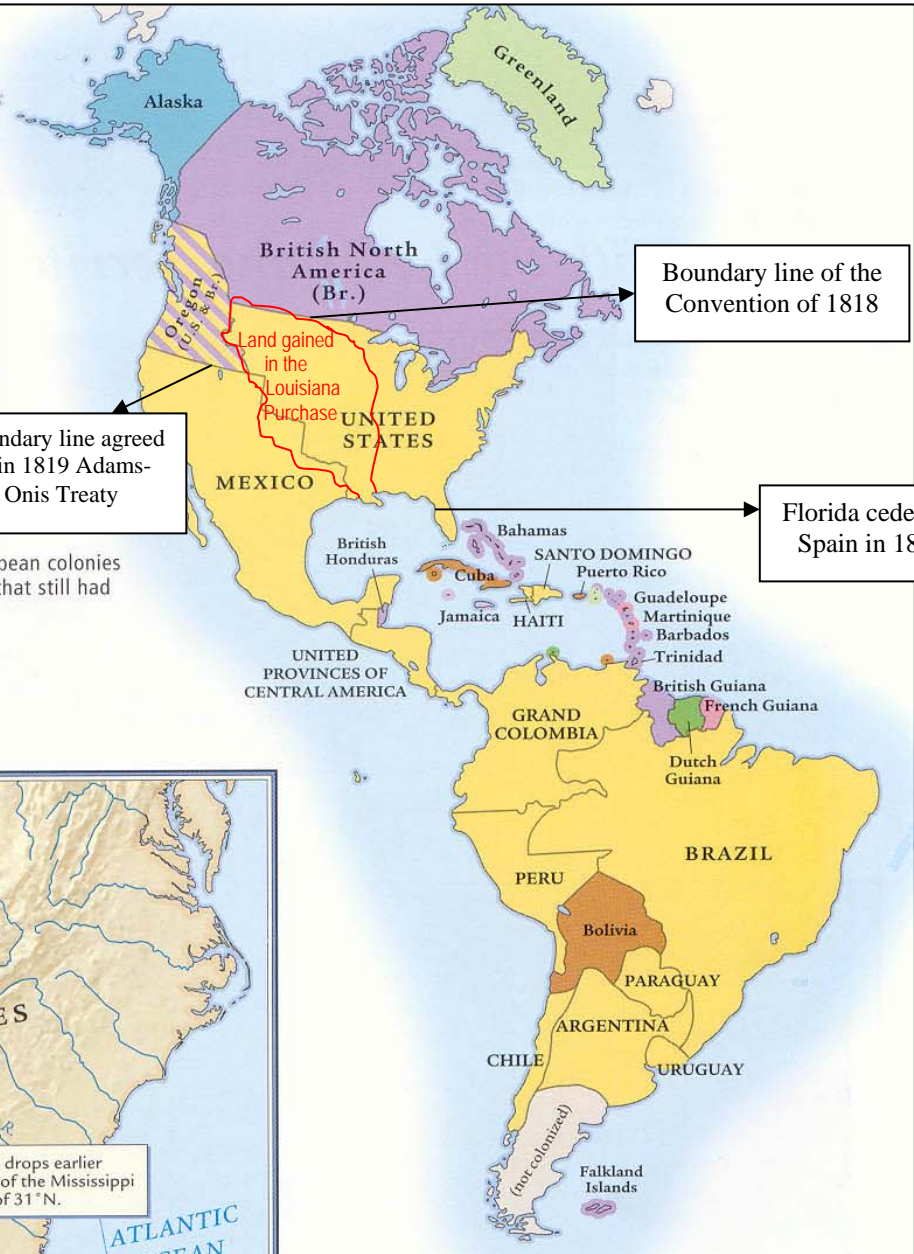 Greenland
Alaska
British North
America
(Br.)
Boundary line of the
Convention of 1818
Oregon
(U.S. & Br.)
Land gained
in the
Louisiana
Purchase
UNITED
STATES
ndary line agreed
in 1819 Adams-
Onis Treaty
MEXICO
Florida cede
Spain in 18
pean colonies
that still had
British
Honduras
Bahamas
SANTO DOMINGO
Cuba
Puerto Rico
Guadeloupe
Jamaica
HAITI
Martinique
Barbados
Trinidad
UNITED
PROVINCES OF
CENTRAL AMERICA
British Guiana
French Guiana
GRAND
COLOMBIA
Dutch
Guiana
BRAZIL
PERU
Bolivia
PARAGUAY
ARGENTINA
CHILE
URUGUAY
(not colonized)
Falkland
Islands
ES
R.
drops earlier
of the Mississippi
of 31°N.
ATLANTIC
EAN